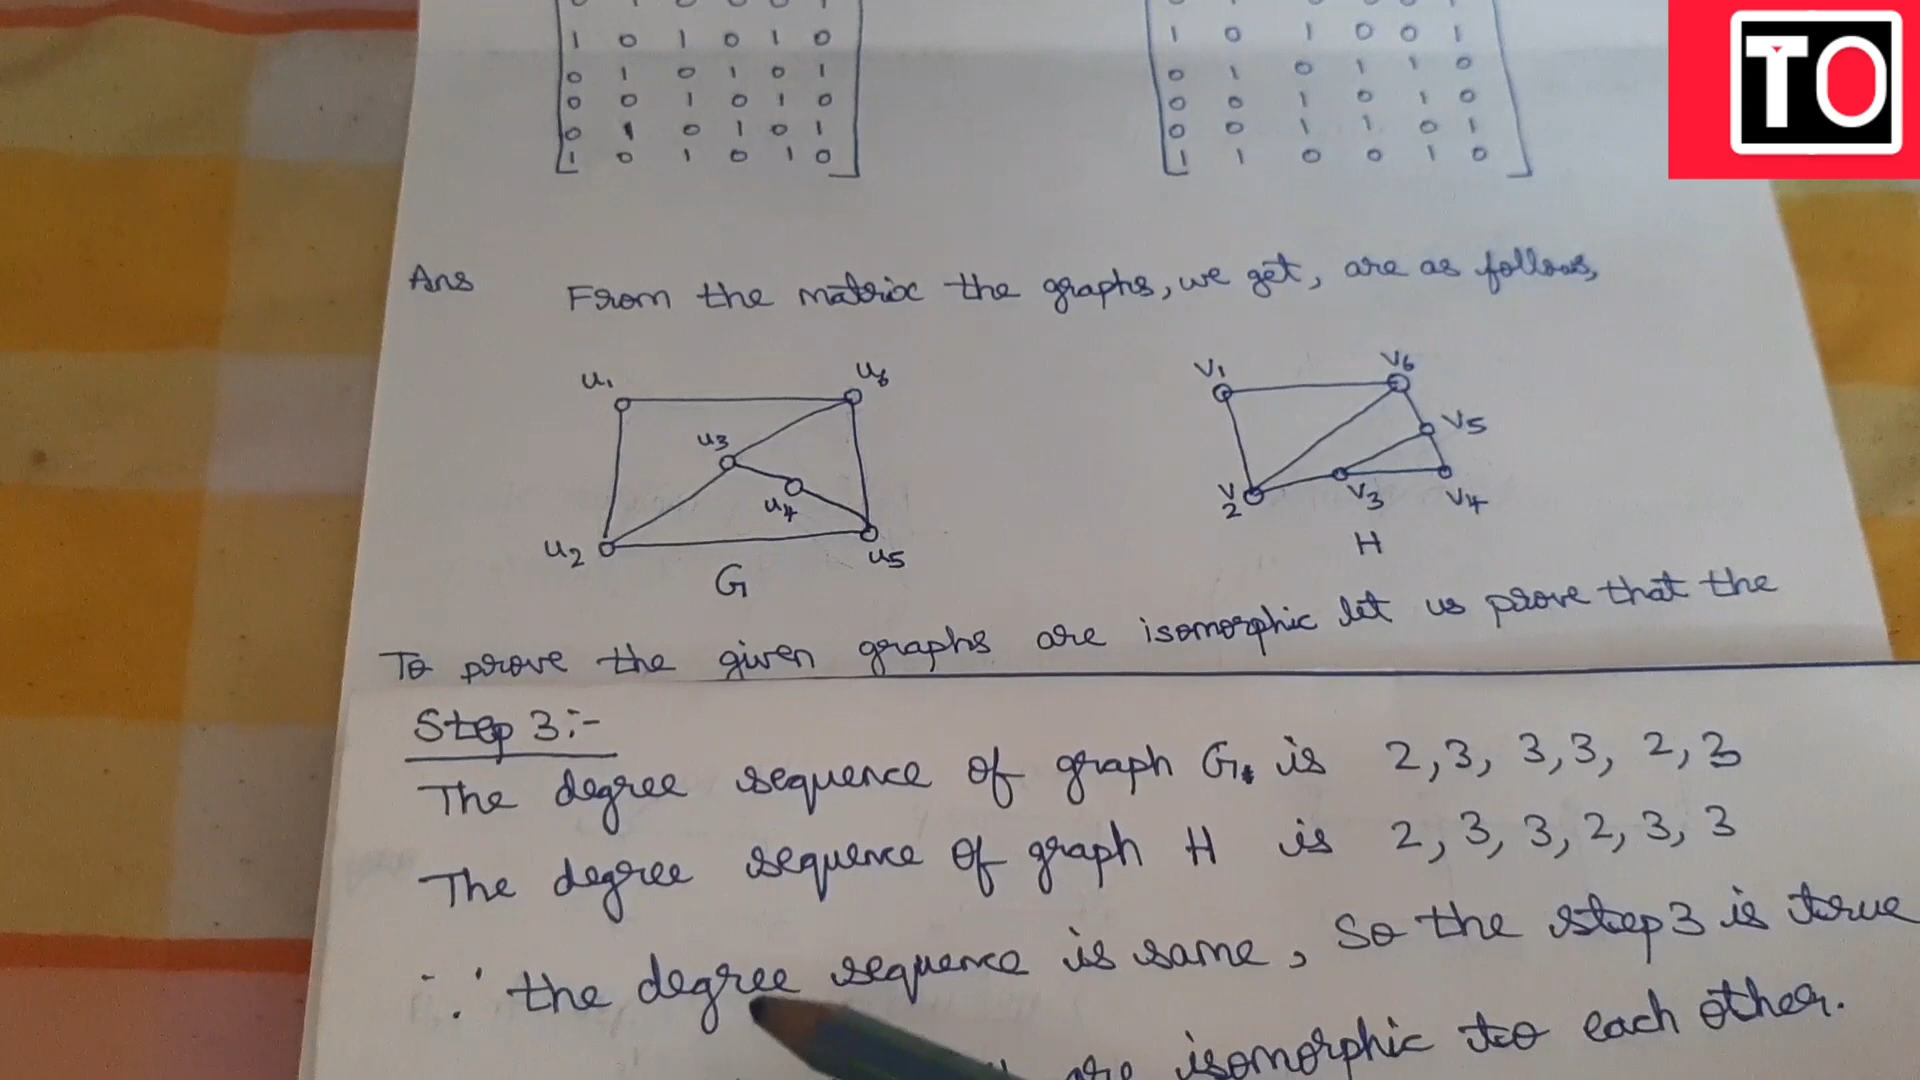 TO
1 0 1 0 1 0
0 1 0 1 0 1
0 0 1 0 1 0
0 1 0 1 0 1
1 0 1 0 1 0
1 0 1 0 0 1
0 1 0 1 1 0
0 0 1 0 1 0
0 0 1 1 0 1
1 1 0 0 1 0
Ans From the matrix the graphs, we get, are as follows,
u1 u6
u3
u4
u2 u5
G
V1 V6
V5
V2 V3 V4
H
To prove the given graphs are isomorphic let us prove that the
Step 3:-
The degree sequence of graph G. is 2, 3, 3, 3, 2, 3
The degree sequence of graph H is 2, 3, 3, 2, 3, 3
∵ the degree sequence is same, So the step 3 is true
are isomorphic to each other.